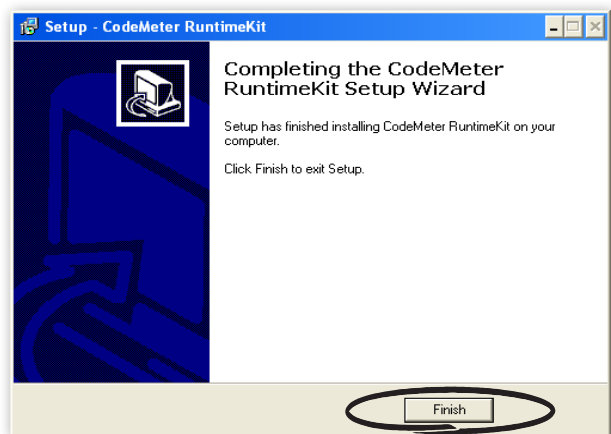 Setup - CodeMeter RuntimeKit
Completing the CodeMeter
RuntimeKit Setup Wizard
Setup has finished installing CodeMeter RuntimeKit on your
computer.
Click Finish to exit Setup.
Finish